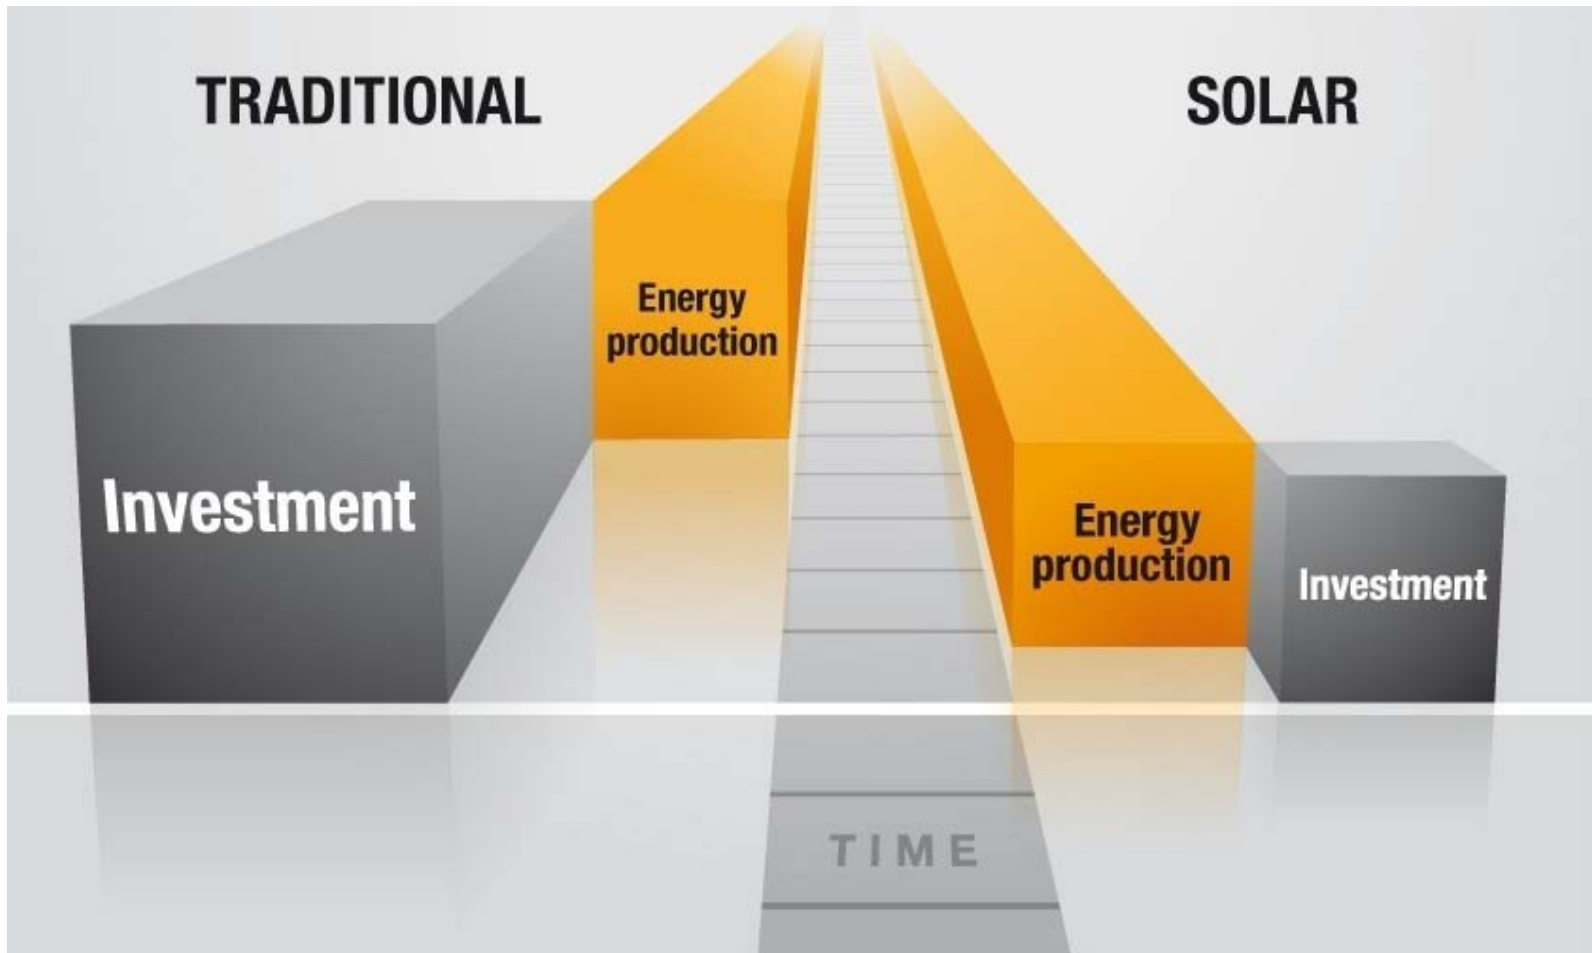 TRADITIONAL
SOLAR
Energy
production
Investment
Energy
production
Investment
TIME